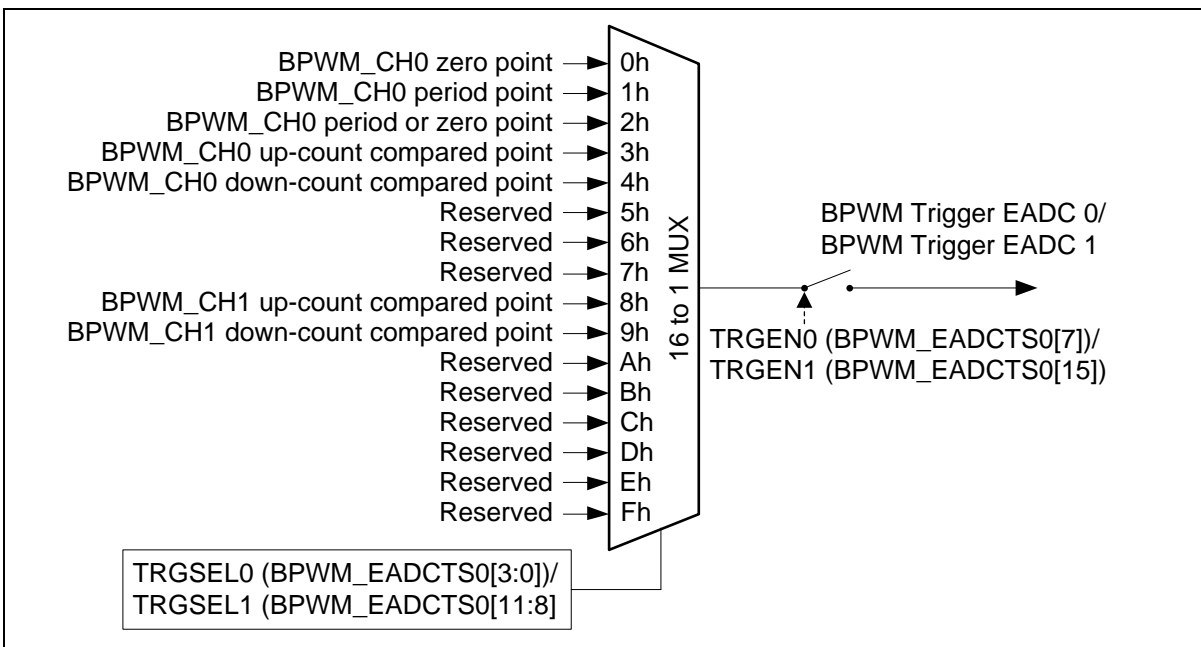 BPWM_CH0 zero point 0h
BPWM_CH0 period point 1h
BPWM_CH0 period or zero point 2h
BPWM_CH0 up-count compared point 3h
BPWM_CH0 down-count compared point 4h
Reserved 5h
Reserved 6h
Reserved 7h
BPWM_CH1 up-count compared point 8h
BPWM_CH1 down-count compared point 9h
Reserved Ah
Reserved Bh
Reserved Ch
Reserved Dh
Reserved Eh
Reserved Fh
16 to 1 MUX
BPWM Trigger EADC 0/
BPWM Trigger EADC 1
TRGEN0 (BPWM_EADCTS0[7])/
TRGEN1 (BPWM_EADCTS0[15])
TRGSEL0 (BPWM_EADCTS0[3:0])/
TRGSEL1 (BPWM_EADCTS0[11:8]